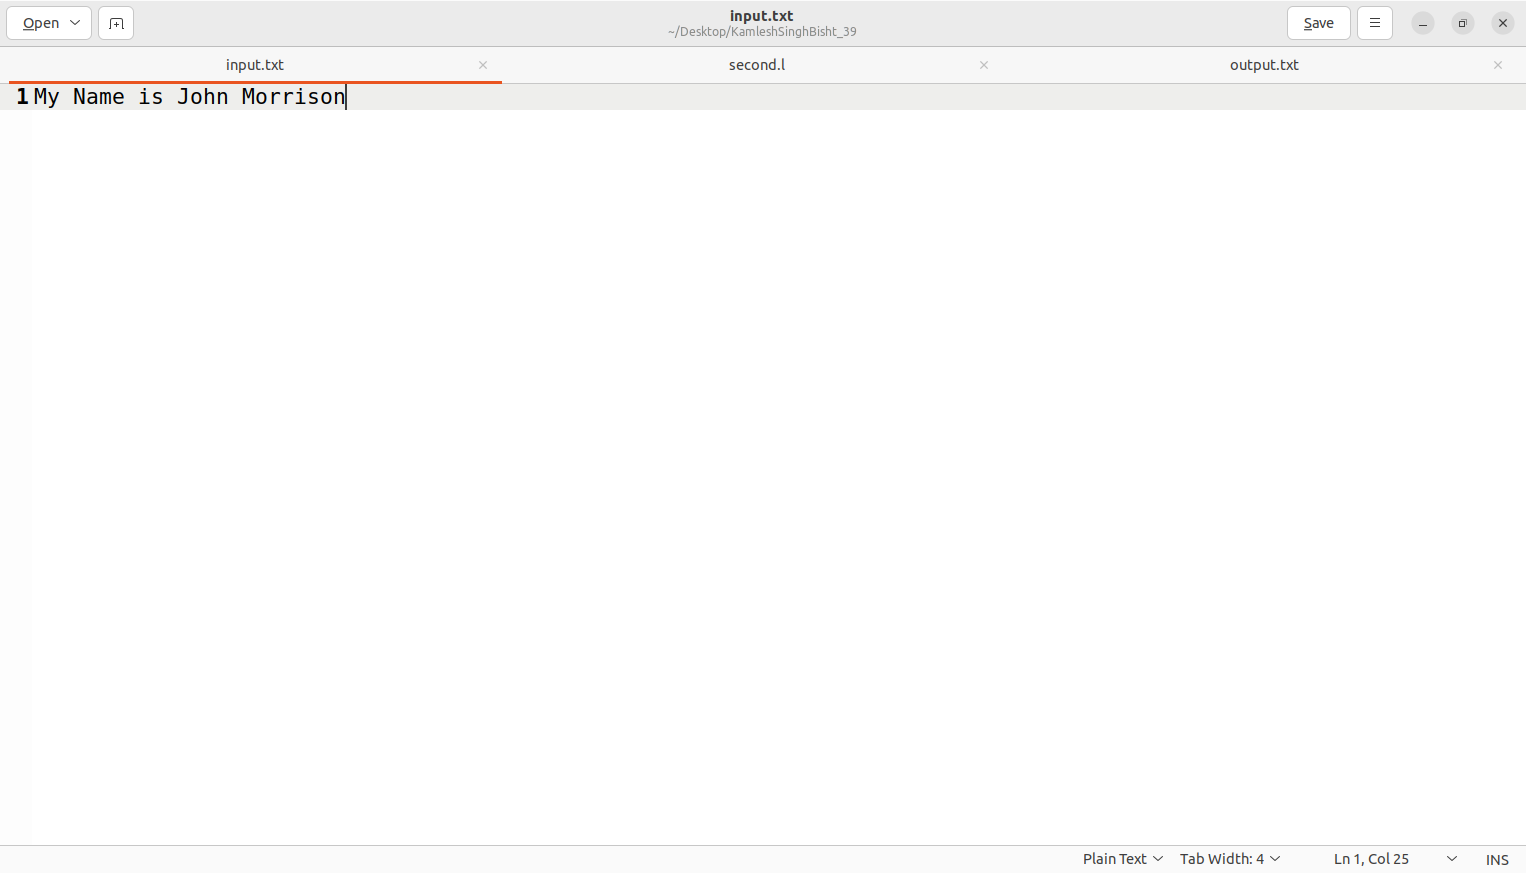 Open
input.txt
~/Desktop/KamleshSinghBisht_39
Save
input.txt
second.l
output.txt
1 My Name is John Morrison
Plain Text Tab Width: 4 Ln 1, Col 25 INS